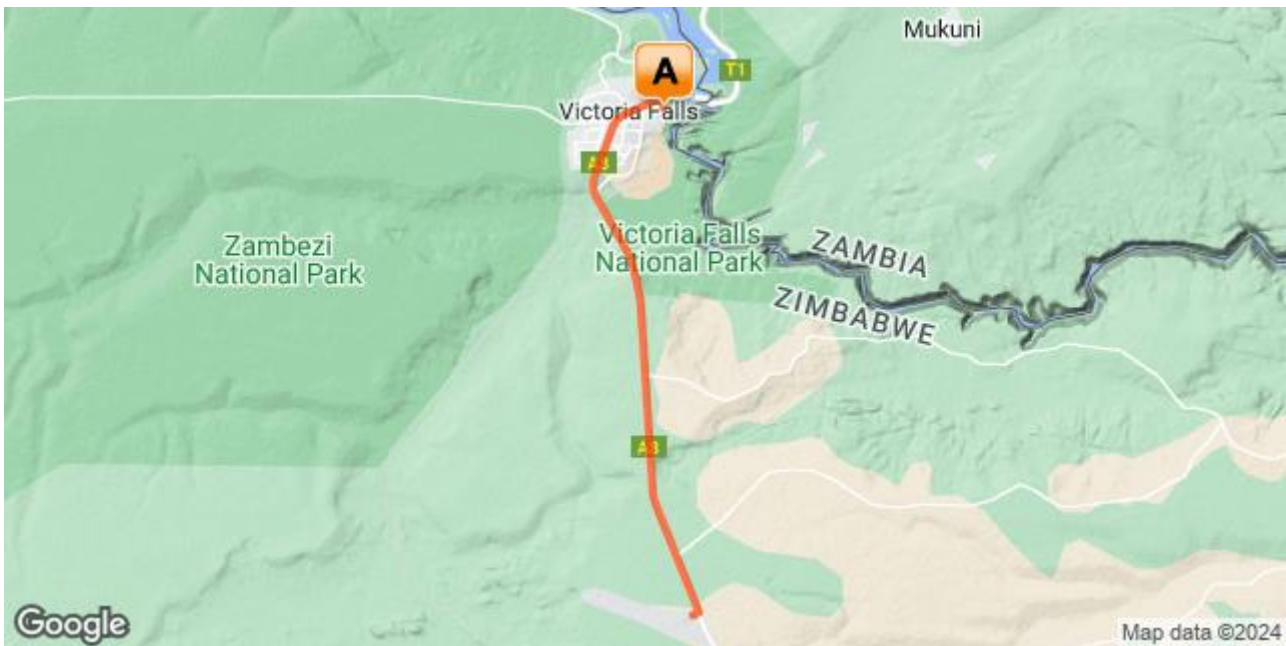 Mukuni
A
T1
Victoria Falls
A8
Zambezi
National Park
Victoria Falls
National Park
ZAMBIA
ZIMBABWE
A8
Google
Map data ©2024